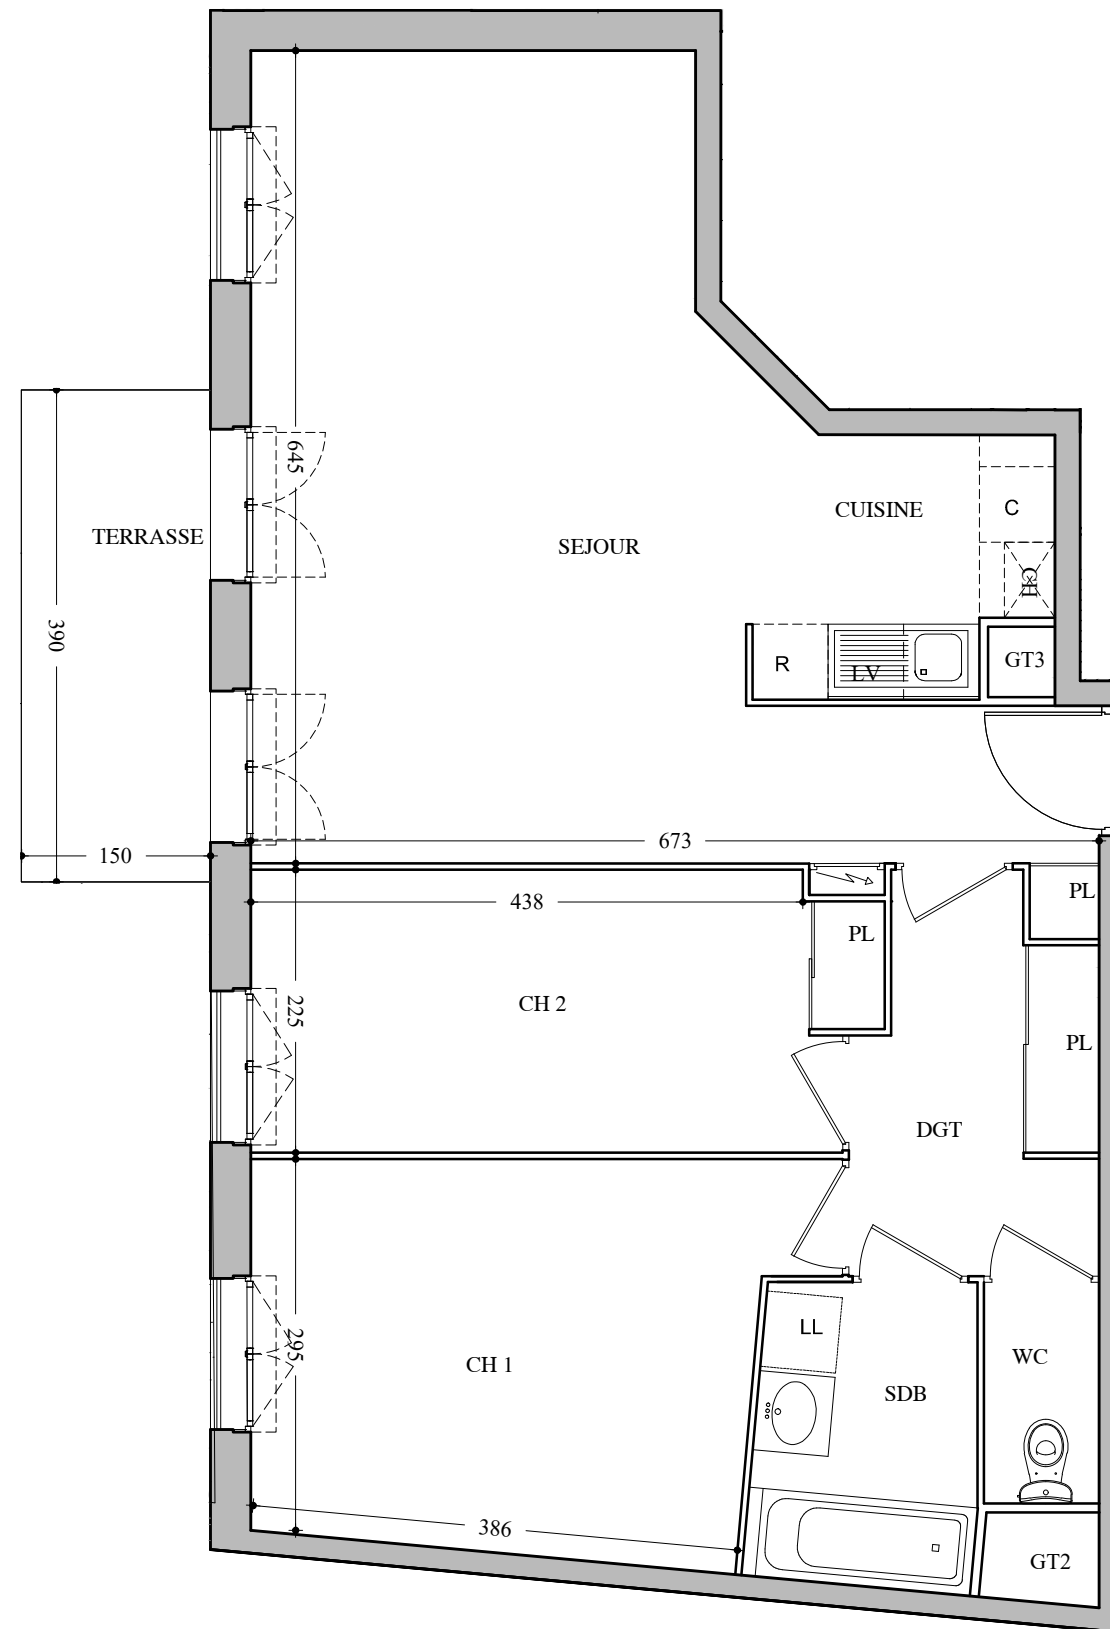 645
CUISINE
C
TERRASSE
SEJOUR
CH
390
R
LV
GT3
673
150
PL
438
PL
225
CH 2
PL
DGT
295
CH 1
LL
WC
SDB
386
GT2